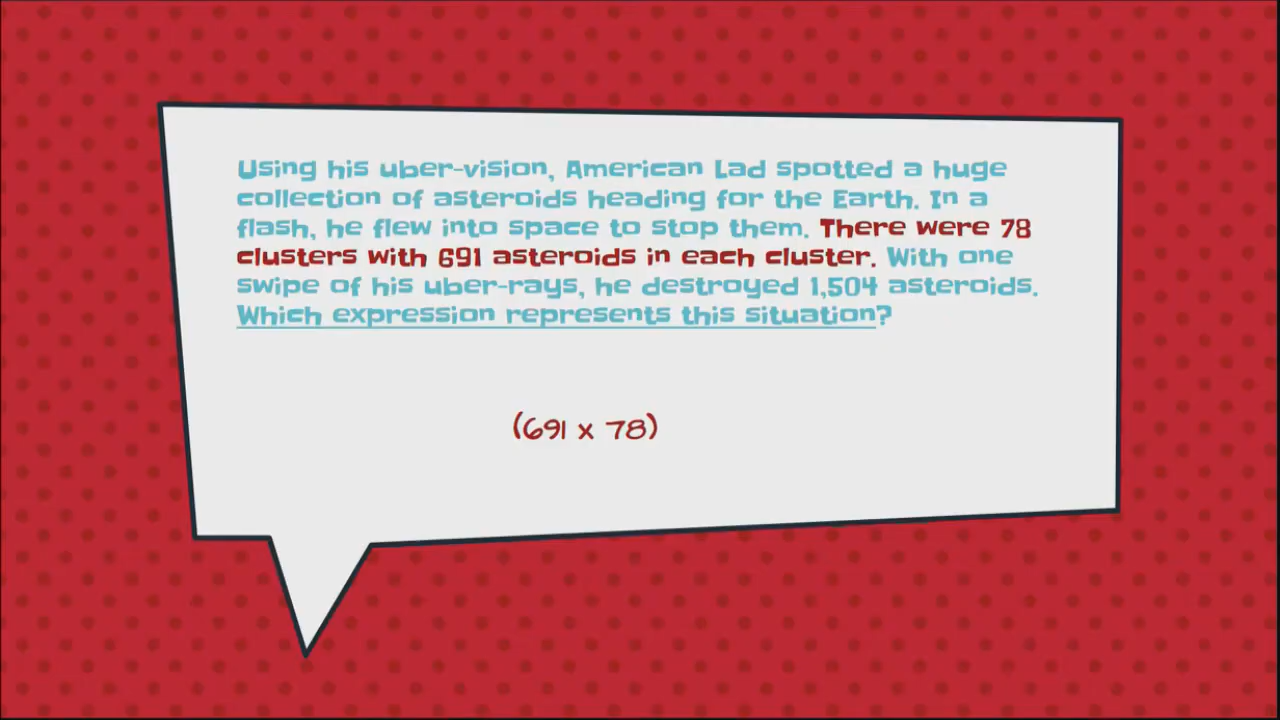 Using his uber-vision, American Lad spotted a huge
collection of asteroids heading for the Earth. In a
flash, he flew into space to stop them. There were 78
clusters with 691 asteroids in each cluster. With one
swipe of his uber-rays, he destroyed 1,504 asteroids.
Which expression represents this situation?
(691 x 78)